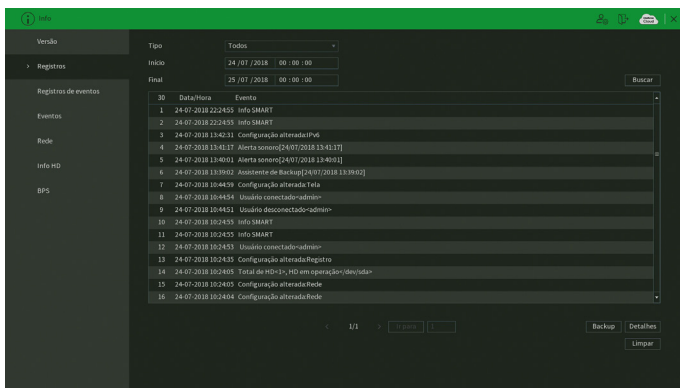 Info
Versão
Registros
Registros de eventos
Eventos
Rede
Info HD
BPS
Tipo Todos
Início 24 /07 /2018 00 : 00 : 00
Final 25 /07 /2018 00 : 00 : 00
Buscar
30 Data/Hora Evento
1 24-07-2018 22:24:55 Info SMART
2 24-07-2018 22:24:55 Info SMART
3 24-07-2018 13:42:31 Configuração alterada:IPv6
4 24-07-2018 13:41:17 Alerta sonoro[24/07/2018 13:41:17]
5 24-07-2018 13:40:01 Alerta sonoro[24/07/2018 13:40:01]
6 24-07-2018 13:39:02 Assistente de Backup[24/07/2018 13:39:02]
7 24-07-2018 10:44:59 Configuração alterada:Tela
8 24-07-2018 10:44:54 Usuário conectado<admin>
9 24-07-2018 10:44:51 Usuário desconectado<admin>
10 24-07-2018 10:24:55 Info SMART
11 24-07-2018 10:24:55 Info SMART
12 24-07-2018 10:24:53 Usuário conectado<admin>
13 24-07-2018 10:24:35 Configuração alterada:Registro
14 24-07-2018 10:24:05 Total de HD<1>, HD em operação</dev/sda>
15 24-07-2018 10:24:05 Configuração alterada:Rede
16 24-07-2018 10:24:04 Configuração alterada:Rede
1/1 Ir para 1
Backup Detalhes
Limpar